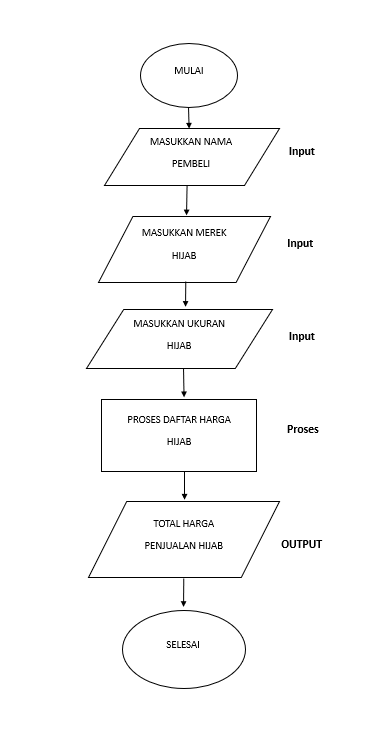 MULAI
MASUKKAN NAMA
PEMBELI
Input
MASUKKAN MEREK
HIJAB
Input
MASUKKAN UKURAN
HIJAB
Input
PROSES DAFTAR HARGA
HIJAB
Proses
TOTAL HARGA
PENJUALAN HIJAB
OUTPUT
SELESAI